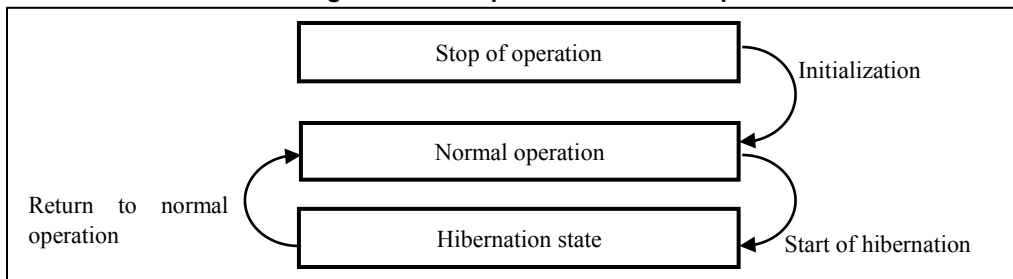 Stop of operation
Initialization
Normal operation
Return to normal
operation
Hibernation state
Start of hibernation